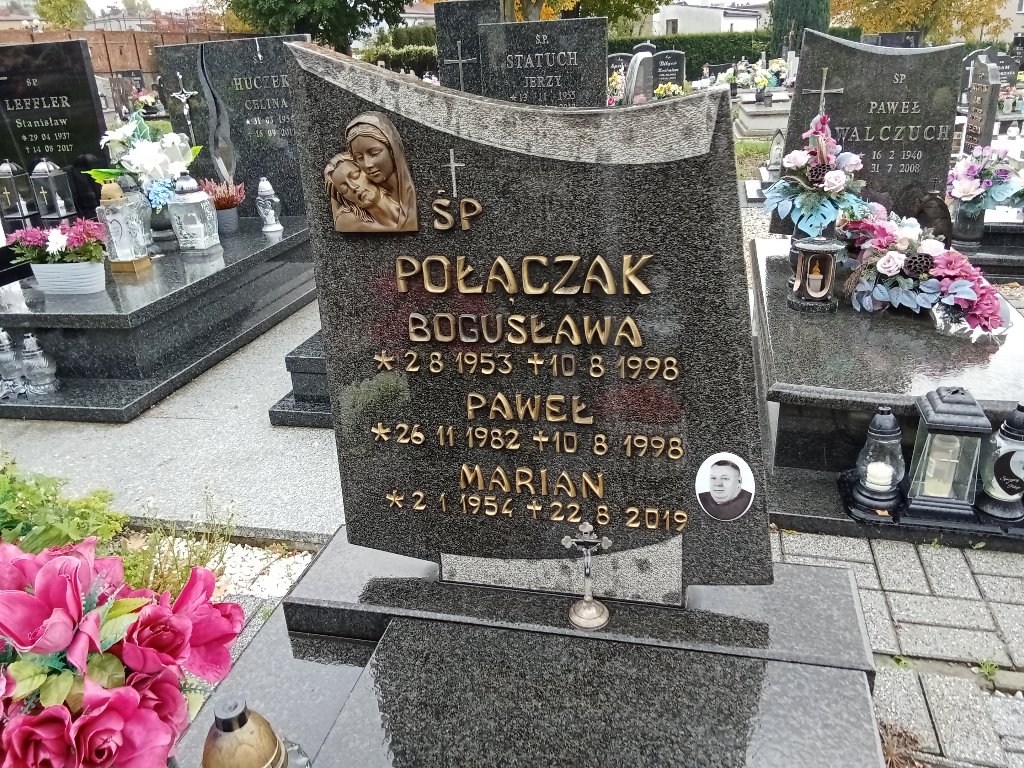 ŚP
POŁĄCZAK
BOGUSŁAWA
* 2 8 1953 + 10 8 1998
PAWEŁ
* 26 11 1982 + 10 8 1998
MARIAN
* 2 1 1954 + 22 8 2019
ŚP
LEFFLER
Stanisław
* 29 04 1937
+ 14 08 2017
HUCZEK
CELINA
ŚP
STATUCH
JERZY
ŚP
PAWEŁ
WALCZUCH
16 2 1940
31 7 2008